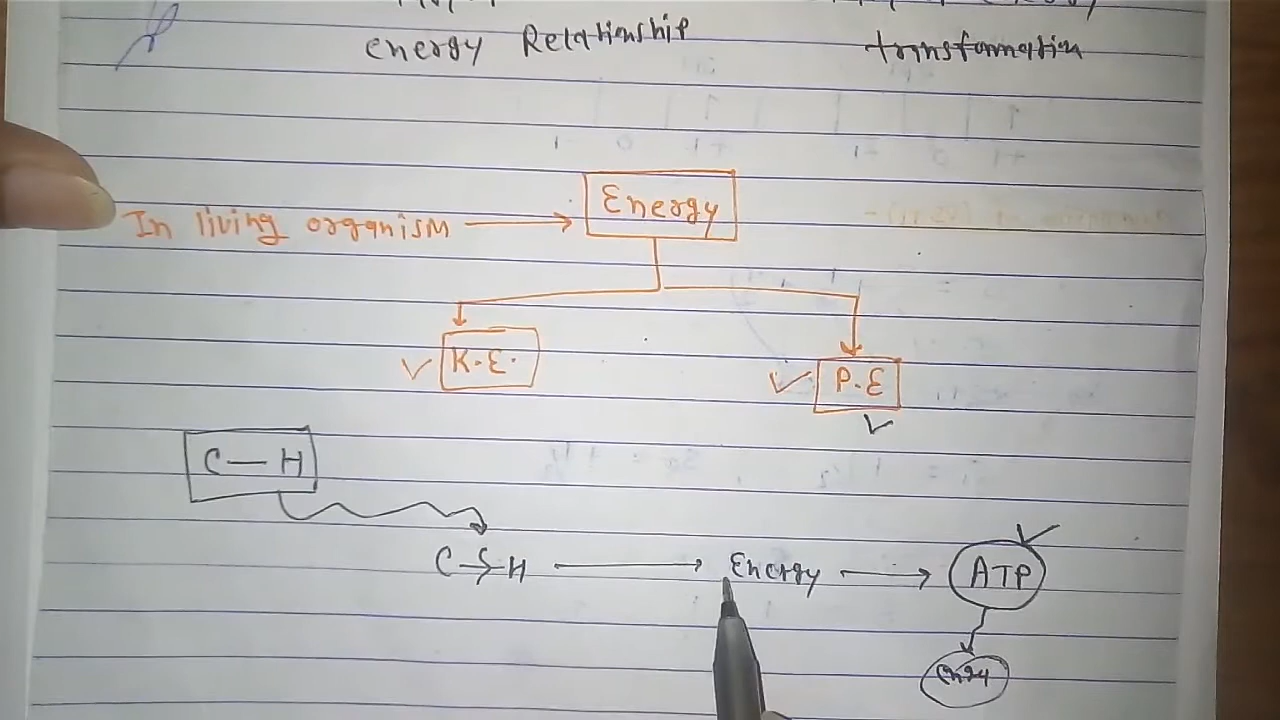 energy Relationship
transformation
In living organism → Energy
K.E.
P.E
C—H
C H → Energy → ATP